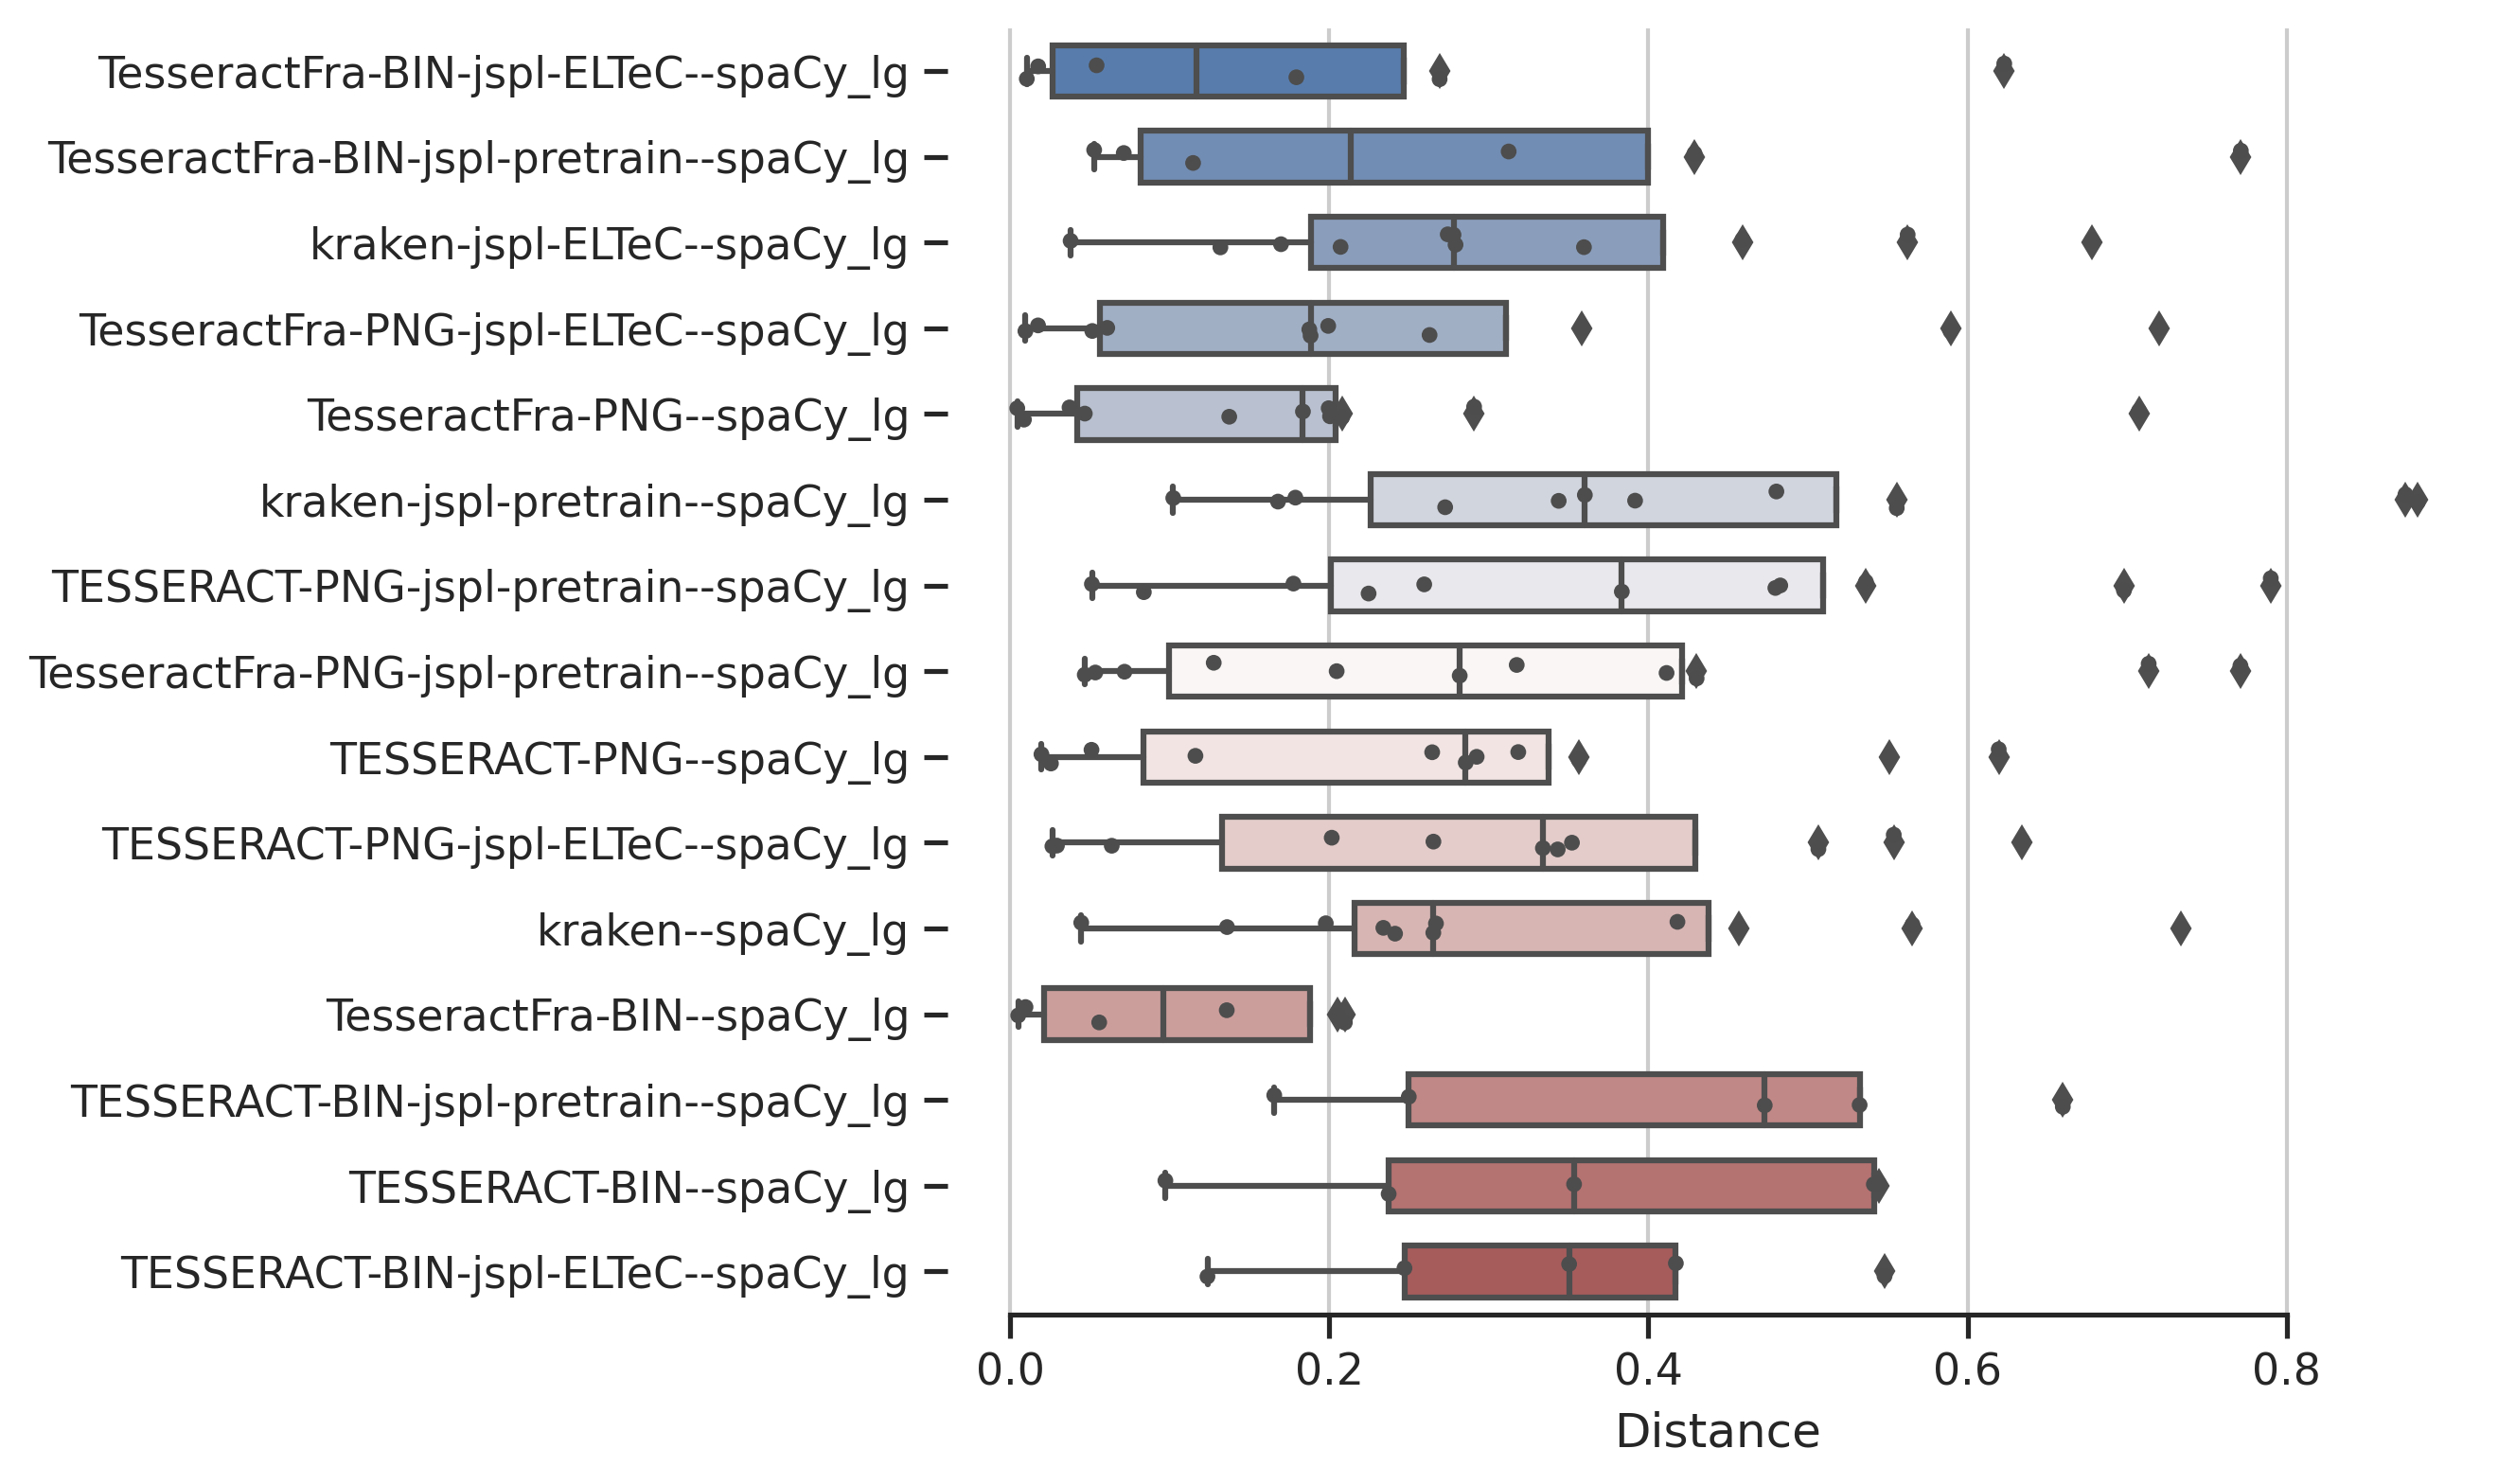 TesseractFra-BIN-jspl-ELTeC--spaCy_lg
TesseractFra-BIN-jspl-pretrain--spaCy_lg
kraken-jspl-ELTeC--spaCy_lg
TesseractFra-PNG-jspl-ELTeC--spaCy_lg
TesseractFra-PNG--spaCy_lg
kraken-jspl-pretrain--spaCy_lg
TESSERACT-PNG-jspl-pretrain--spaCy_lg
TesseractFra-PNG-jspl-pretrain--spaCy_lg
TESSERACT-PNG--spaCy_lg
TESSERACT-PNG-jspl-ELTeC--spaCy_lg
kraken--spaCy_lg
TesseractFra-BIN--spaCy_lg
TESSERACT-BIN-jspl-pretrain--spaCy_lg
TESSERACT-BIN--spaCy_lg
TESSERACT-BIN-jspl-ELTeC--spaCy_lg
0.0 0.2 0.4 0.6 0.8
Distance